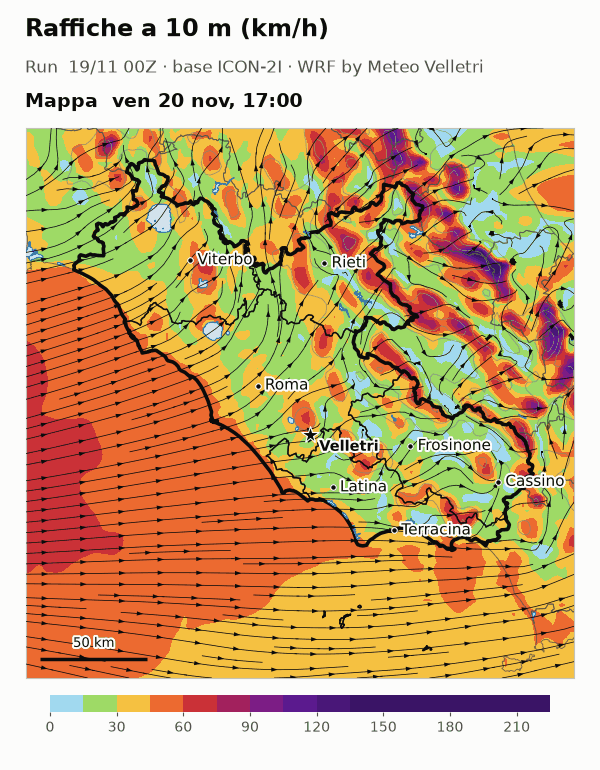 Raffiche a 10 m (km/h)
Run  19/11 00Z · base ICON-2I · WRF by Meteo Velletri
Mappa  ven 20 nov, 17:00
Viterbo
Rieti
Roma
Velletri
Frosinone
Cassino
Latina
Terracina
50 km
0 30 60 90 120 150 180 210